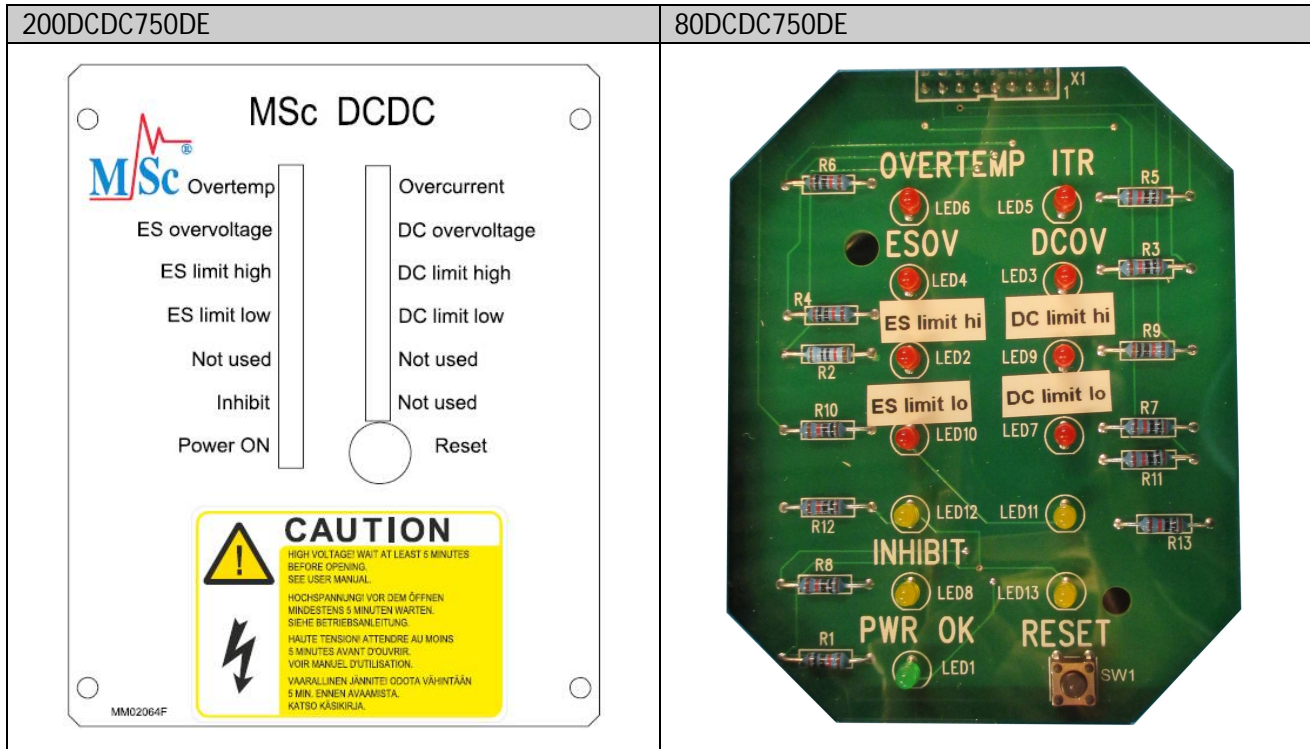 200DCDC750DE
80DCDC750DE
MSc DCDC
MSc®
Overtemp
Overcurrent
ES overvoltage
DC overvoltage
ES limit high
DC limit high
ES limit low
DC limit low
Not used
Not used
Inhibit
Not used
Power ON
Reset
CAUTION
HIGH VOLTAGE! WAIT AT LEAST 5 MINUTES
BEFORE OPENING.
SEE USER MANUAL.
HOCHSPANNUNG! VOR DEM ÖFFNEN
MINDESTENS 5 MINUTEN WARTEN.
SIEHE BETRIEBSANLEITUNG.
HAUTE TENSION! ATTENDRE AU MOINS
5 MINUTES AVANT D'OUVRIR.
VOIR MANUEL D'UTILISATION.
VAARALLINEN JÄNNITE! ODOTA VÄHINTÄÄN
5 MIN. ENNEN AVAAMISTA.
KATSO KÄSIKIRJA.
MM02064F
X1
1
OVERTEMP ITR
R6
R5
LED6
LED5
ESOV
DCOV
R3
LED4
LED3
R4
ES limit hi
DC limit hi
R9
R2
LED2
LED9
ES limit lo
DC limit lo
R10
R7
LED10
LED7
R11
R12
LED12
LED11
R13
INHIBIT
R8
LED8
LED13
PWR OK
RESET
R1
LED1
SW1